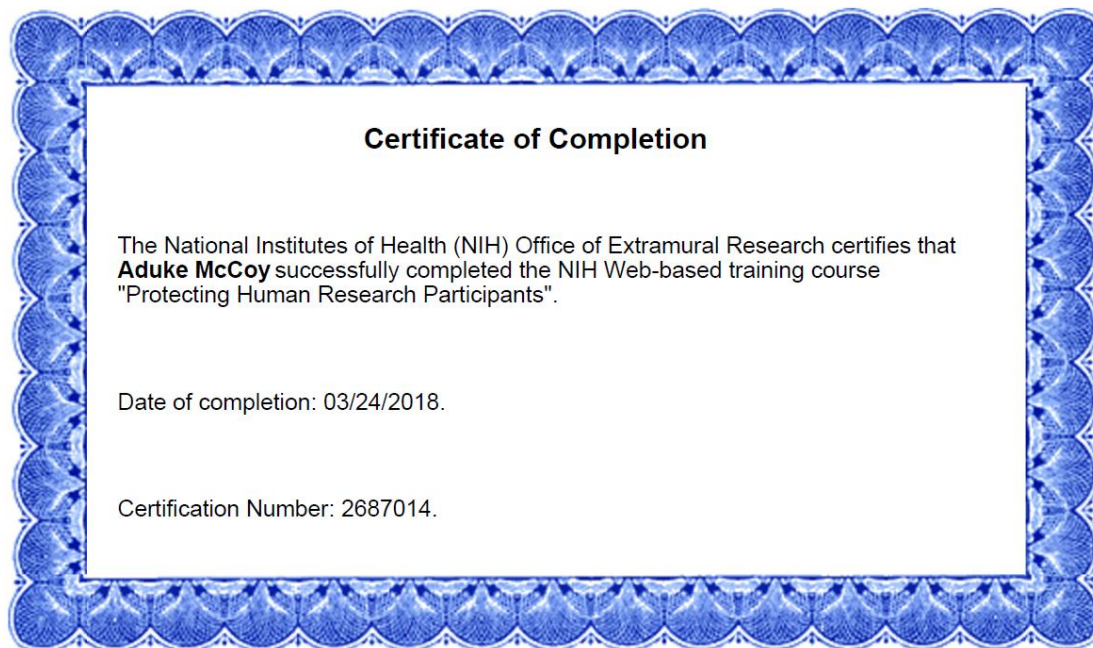 Certificate of Completion
The National Institutes of Health (NIH) Office of Extramural Research certifies that
Aduke McCoy successfully completed the NIH Web-based training course
"Protecting Human Research Participants".
Date of completion: 03/24/2018.
Certification Number: 2687014.